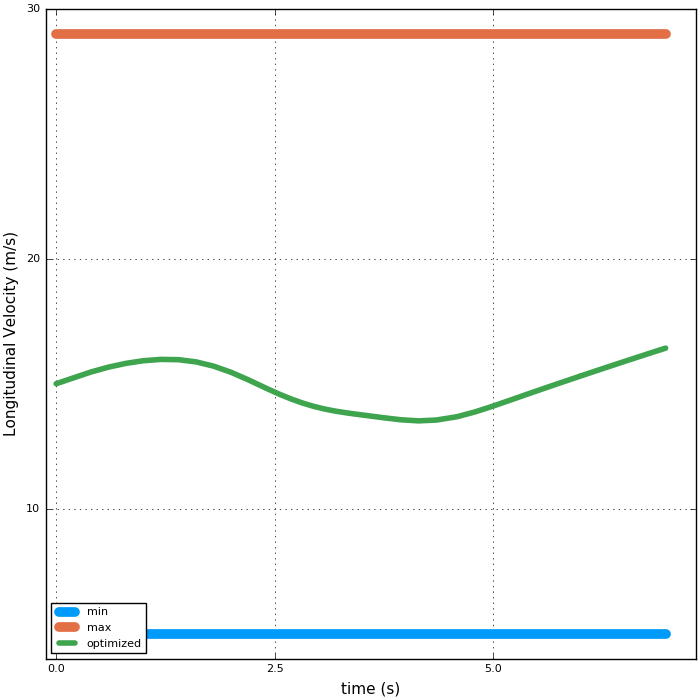 30
20
10
Longitudinal Velocity (m/s)
min
max
optimized
0.0 2.5 5.0
time (s)